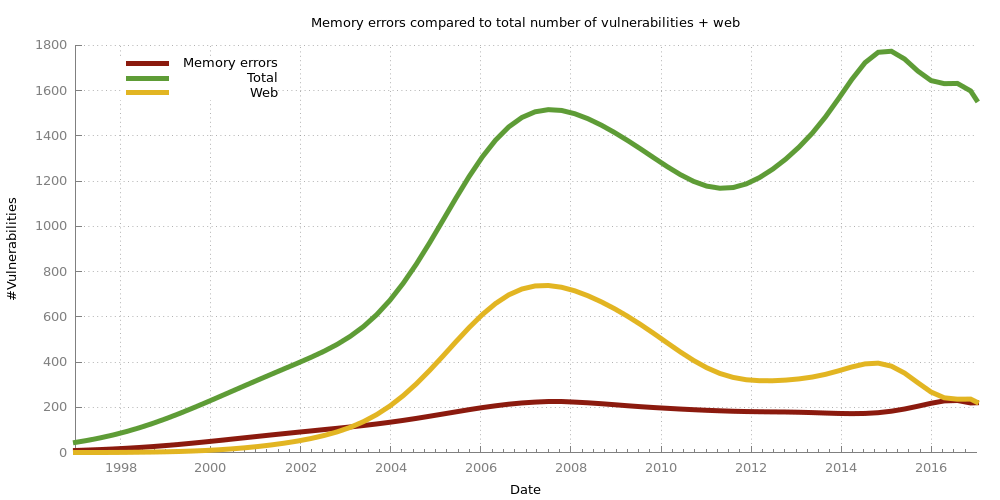 Memory errors compared to total number of vulnerabilities + web
Memory errors
Total
Web
#Vulnerabilities
1800
1600
1400
1200
1000
800
600
400
200
0
1998 2000 2002 2004 2006 2008 2010 2012 2014 2016
Date